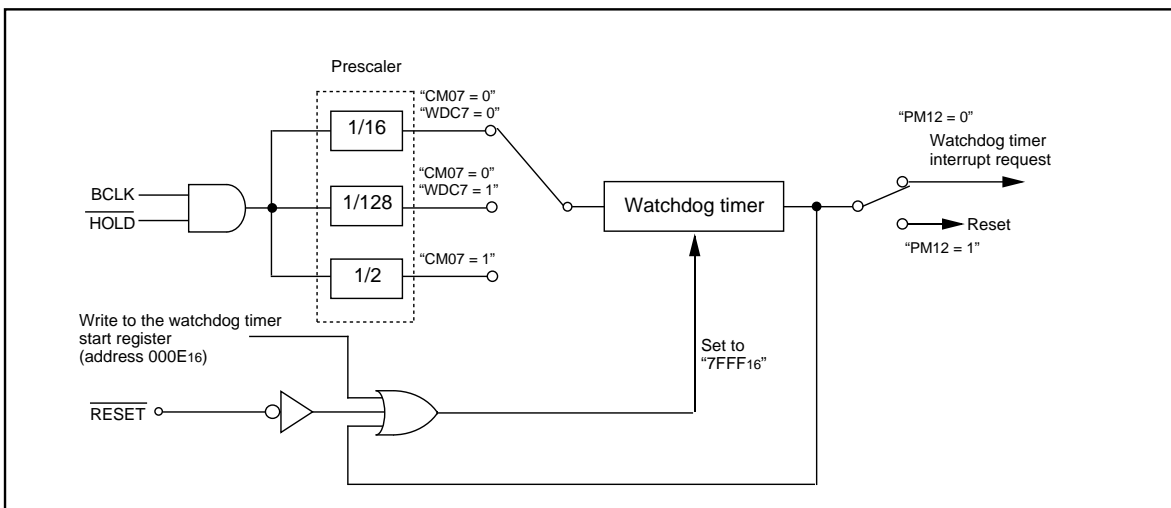 Prescaler
“CM07 = 0”
“WDC7 = 0”
1/16
“PM12 = 0”
Watchdog timer
interrupt request
“CM07 = 0”
“WDC7 = 1”
BCLK
HOLD
1/128
Watchdog timer
Reset
“PM12 = 1”
“CM07 = 1”
1/2
Write to the watchdog timer
start register
(address 000E16)
Set to
“7FFF16”
RESET